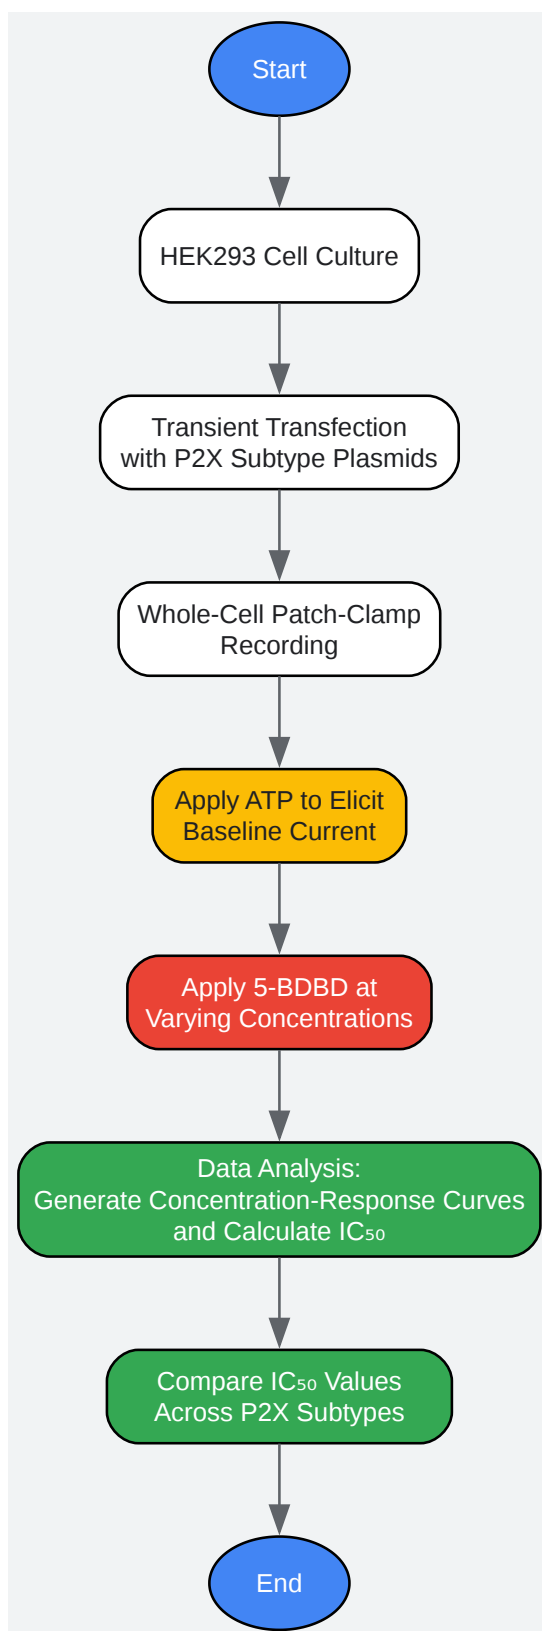 Start
HEK293 Cell Culture
Transient Transfection
with P2X Subtype Plasmids
Whole-Cell Patch-Clamp
Recording
Apply ATP to Elicit
Baseline Current
Apply 5-BDBD at
Varying Concentrations
Data Analysis:
Generate Concentration-Response Curves
and Calculate IC₅₀
Compare IC₅₀ Values
Across P2X Subtypes
End